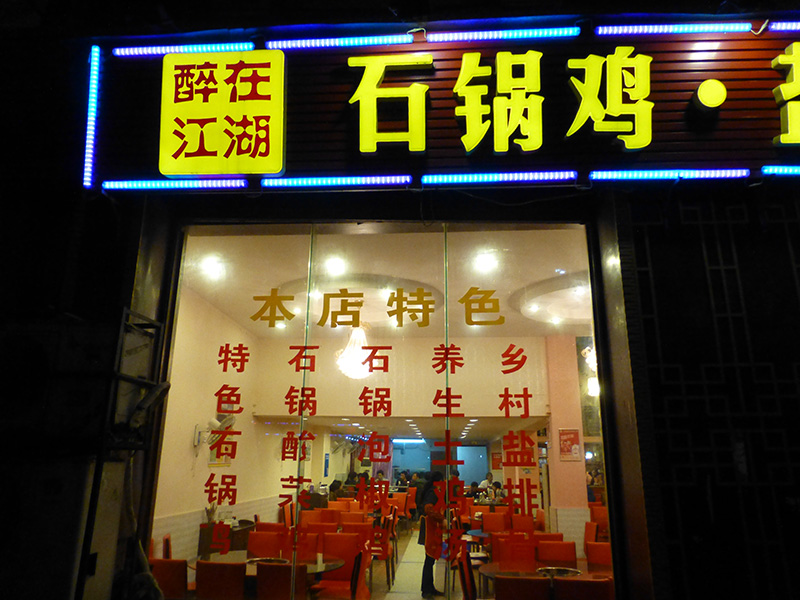 醉在
江湖
石锅鸡·
本店特色
特色石锅
石锅
石锅泡椒
养生土鸡
乡村盐排